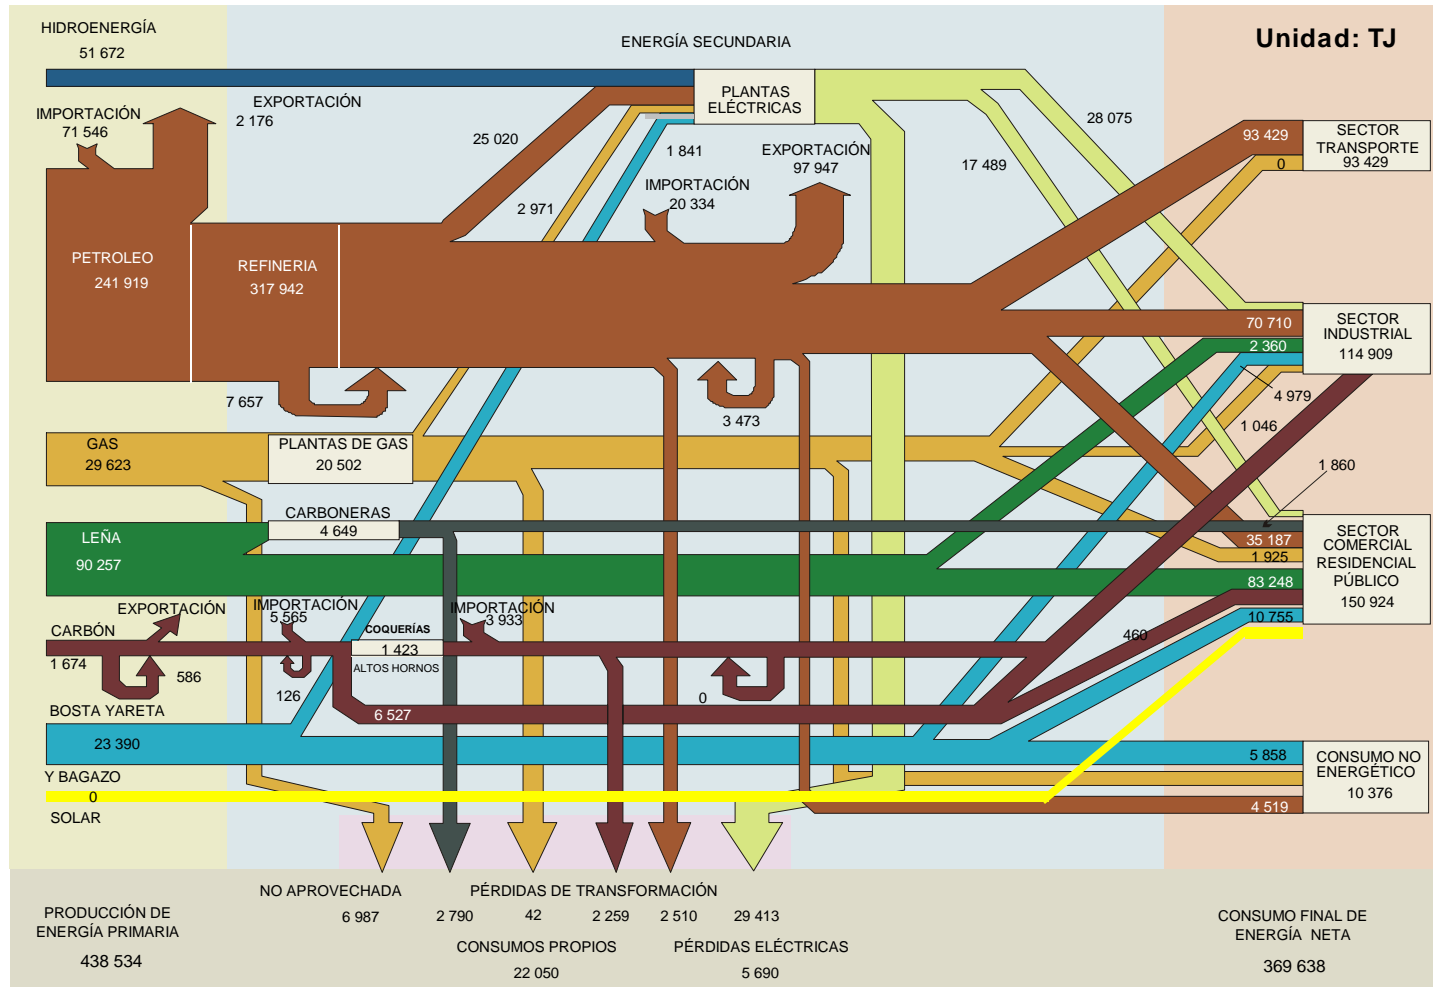 HIDROENERGÍA
51 672
ENERGÍA SECUNDARIA
Unidad: TJ
IMPORTACIÓN
71 546
EXPORTACIÓN
2 176
25 020
PLANTAS
ELÉCTRICAS
1 841
2 971
EXPORTACIÓN
97 947
IMPORTACIÓN
20 334
28 075
17 489
93 429
0
SECTOR
TRANSPORTE
93 429
PETROLEO
241 919
REFINERIA
317 942
7 657
3 473
70 710
2 360
4 979
1 046
SECTOR
INDUSTRIAL
114 909
GAS
29 623
PLANTAS DE GAS
20 502
1 860
CARBONERAS
4 649
LEÑA
90 257
35 187
1 925
83 248
10 755
SECTOR
COMERCIAL
RESIDENCIAL
PÚBLICO
150 924
EXPORTACIÓN
IMPORTACIÓN
5 565
IMPORTACIÓN
3 933
CARBÓN
1 674
586
126
COQUERÍAS
1 423
ALTOS HORNOS
460
0
6 527
BOSTA YARETA
23 390
Y BAGAZO
0
SOLAR
5 858
4 519
CONSUMO NO
ENERGÉTICO
10 376
NO APROVECHADA
6 987
PÉRDIDAS DE TRANSFORMACIÓN
2 790
42
2 259
2 510
29 413
CONSUMOS PROPIOS
22 050
PÉRDIDAS ELÉCTRICAS
5 690
PRODUCCIÓN DE
ENERGÍA PRIMARIA
438 534
CONSUMO FINAL DE
ENERGÍA NETA
369 638